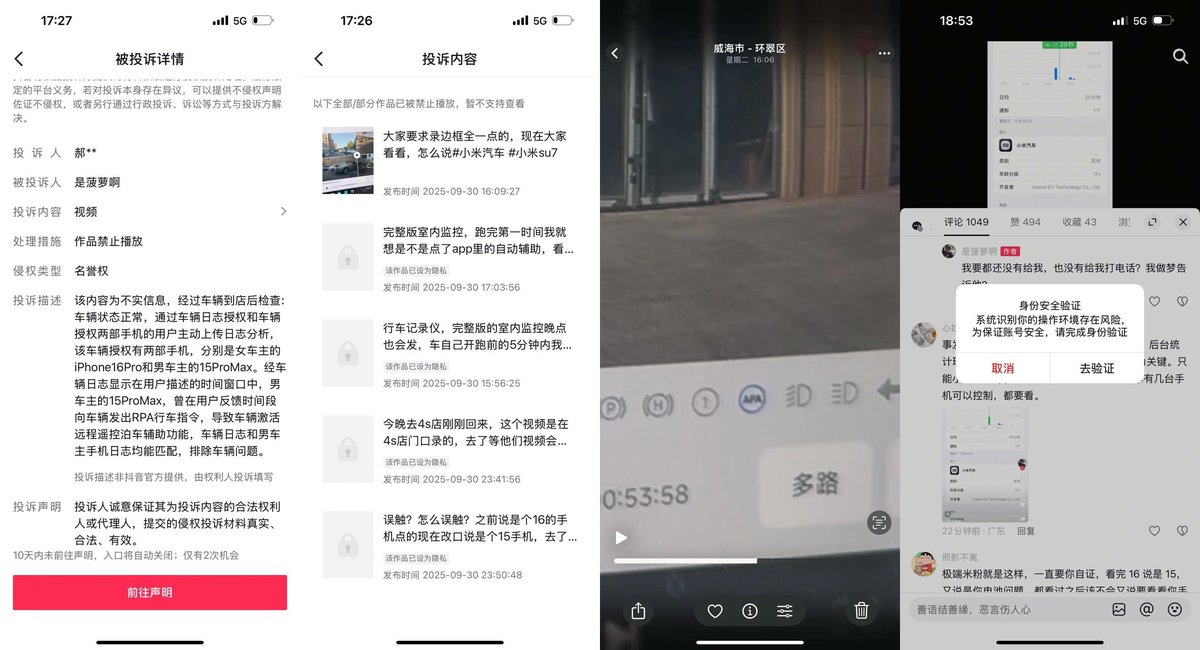 17:27
5G
被投诉详情
定的平台义务，若对投诉本身存在异议，可以提供不侵权声明
佐证不侵权，或者另行通过行政投诉、诉讼等方式与投诉方解
决。
投诉人 郝**
被投诉人 是菠萝啊
投诉内容 视频
处理措施 作品禁止播放
侵权类型 名誉权
投诉描述 该内容为不实信息，经过车辆到店后检查:
车辆状态正常，通过车辆日志授权和车辆
授权两部手机的用户主动上传日志分析，
该车辆授权有两部手机，分别是女车主的
iPhone16Pro和男车主的15ProMax。经车
辆日志显示在用户描述的时间窗口中，男
车主的15ProMax，曾在用户反馈时间段
向车辆发出RPA行车指令，导致车辆激活
远程遥控泊车辅助功能，车辆日志和男车
主手机日志均能匹配，排除车辆问题。
投诉描述非抖音官方提供，由权利人投诉填写
投诉声明 投诉人诚意保证其为投诉内容的合法权利
人或代理人，提交的侵权投诉材料真实、
合法、有效。
10天内未前往声明，入口将自动关闭；仅有2次机会
前往声明
17:26
5G
投诉内容
以下全部/部分作品已被禁止播放，暂不支持查看
大家要求录边框全一点的，现在大家
看看，怎么说#小米汽车 #小米su7
发布时间 2025-09-30 16:09:27
完整版室内监控，跑完第一时间我就
想是不是点了app里的自动辅助，看...
该作品已设为隐私
发布时间 2025-09-30 17:03:56
行车记录仪，完整版的室内监控晚点
也会发，车自己开跑前的5分钟内我...
该作品已设为隐私
发布时间 2025-09-30 15:56:25
今晚去4s店刚刚回来，这个视频是在
4s店门口录的，去了等他们视频会...
该作品已设为隐私
发布时间 2025-09-30 23:41:56
误触？怎么误触？之前说是个16的手
机点的现在改口说是个15手机，去了...
该作品已设为隐私
发布时间 2025-09-30 23:50:48
威海市 - 环翠区
星期二 16:06
APA
0:53:58
多路
18:53
5G
29秒
日均 23分钟
通知 1个
小米汽车
类别 其他
年龄分组 17+
开发者 Xiaomi EV Technology Co., Ltd.
评论 1049 赞 494 收藏 43 浏
是菠萝啊 作者
我要都还没有给我，也没有给我打电话？我做梦告
身份安全验证
系统识别你的操作环境存在风险，
为保证账号安全，请完成身份验证
取消 去验证
后台统
关键。只
有几台手
机可以控制，都要看。
小米汽车
22分钟前 · 广东 回复
邢影不离.
极端米粉就是这样，一直要你自证，看完 16 说是 15，
善语结善缘，恶言伤人心